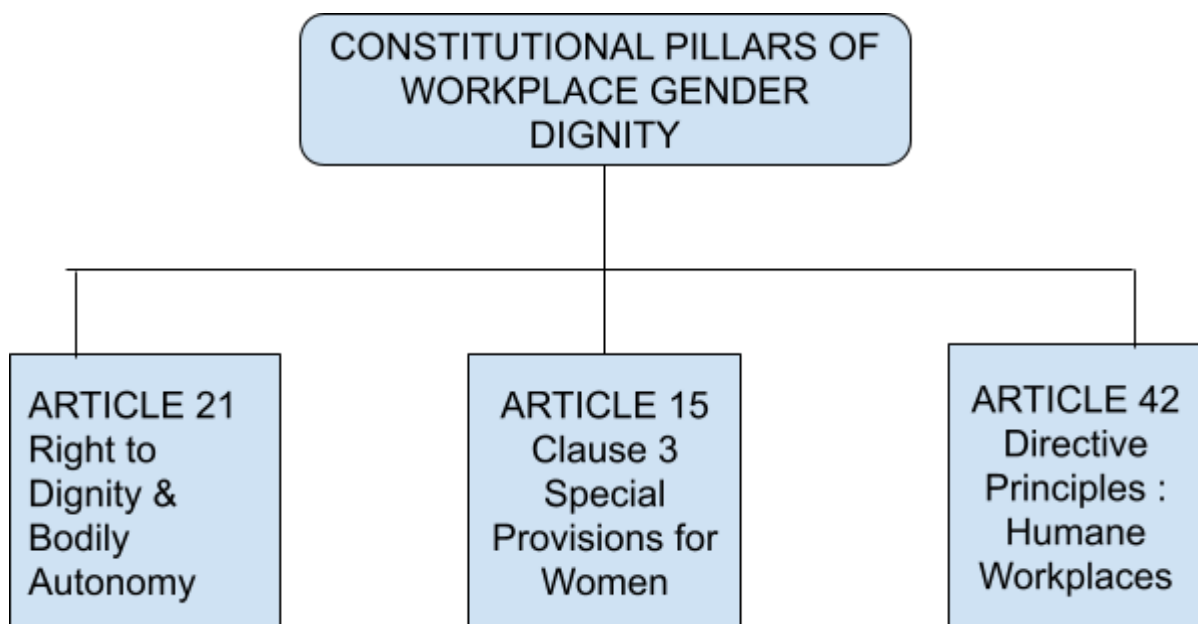 CONSTITUTIONAL PILLARS OF
WORKPLACE GENDER
DIGNITY
ARTICLE 21
Right to
Dignity &
Bodily
Autonomy
ARTICLE 15
Clause 3
Special
Provisions for
Women
ARTICLE 42
Directive
Principles :
Humane
Workplaces